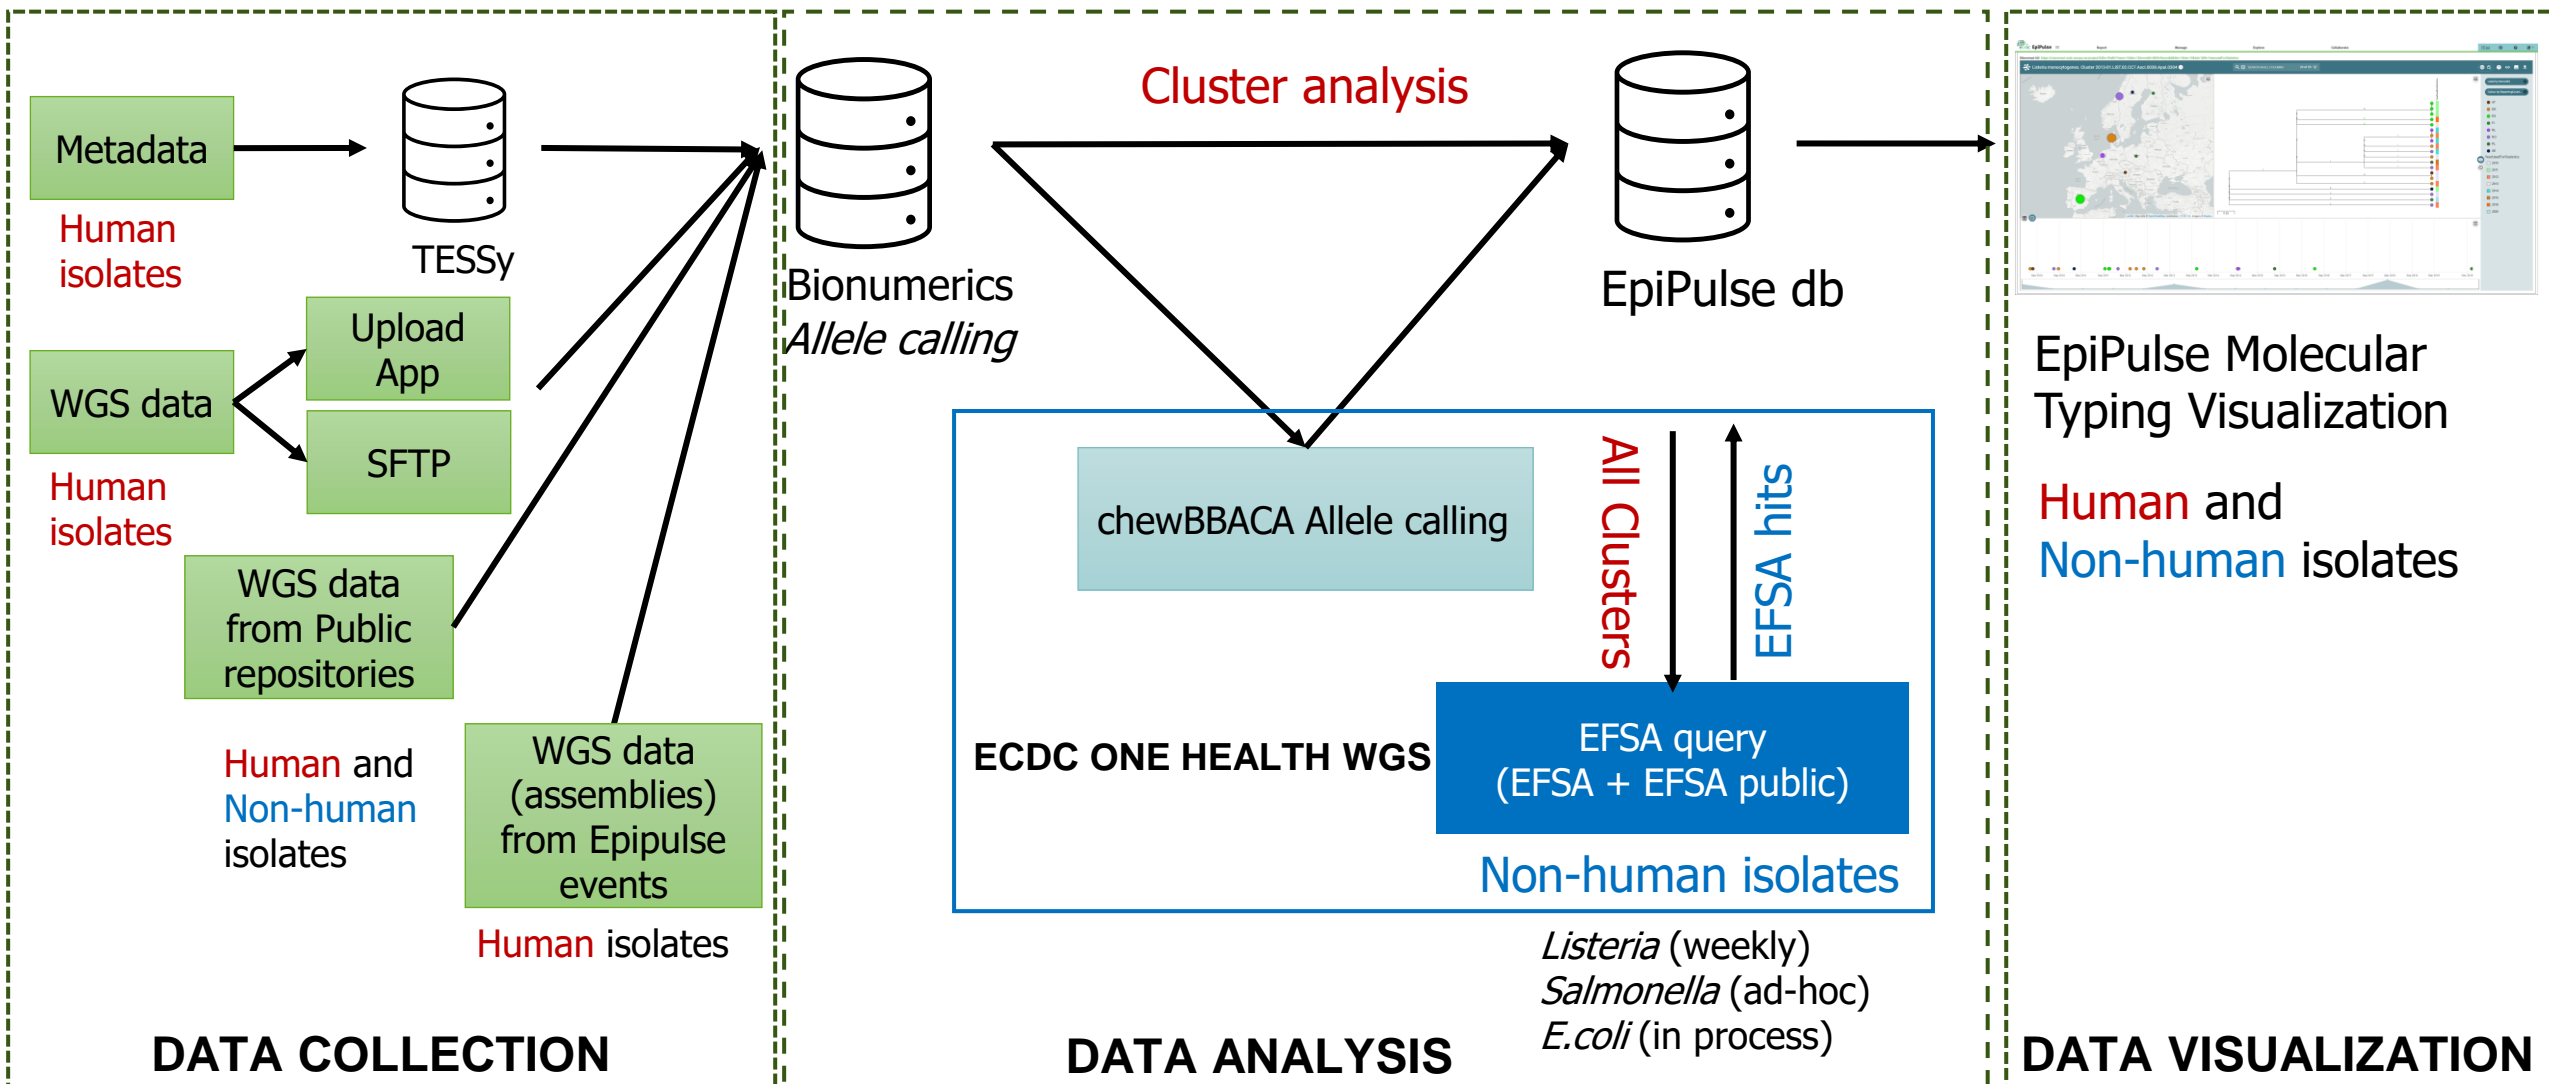 Metadata
Human
isolates
TESSy
WGS data
Human
isolates
Upload
App
SFTP
WGS data
from Public
repositories
Human and
Non-human
isolates
WGS data
(assemblies)
from Epipulse
events
Human isolates
DATA COLLECTION
Bionumerics
Allele calling
Cluster analysis
EpiPulse db
chewBBACA Allele calling
All Clusters
EFSA hits
ECDC ONE HEALTH WGS
EFSA query
(EFSA + EFSA public)
Non-human isolates
Listeria (weekly)
Salmonella (ad-hoc)
E.coli (in process)
DATA ANALYSIS
EpiPulse
EpiPulse Molecular
Typing Visualization
Human and
Non-human isolates
DATA VISUALIZATION